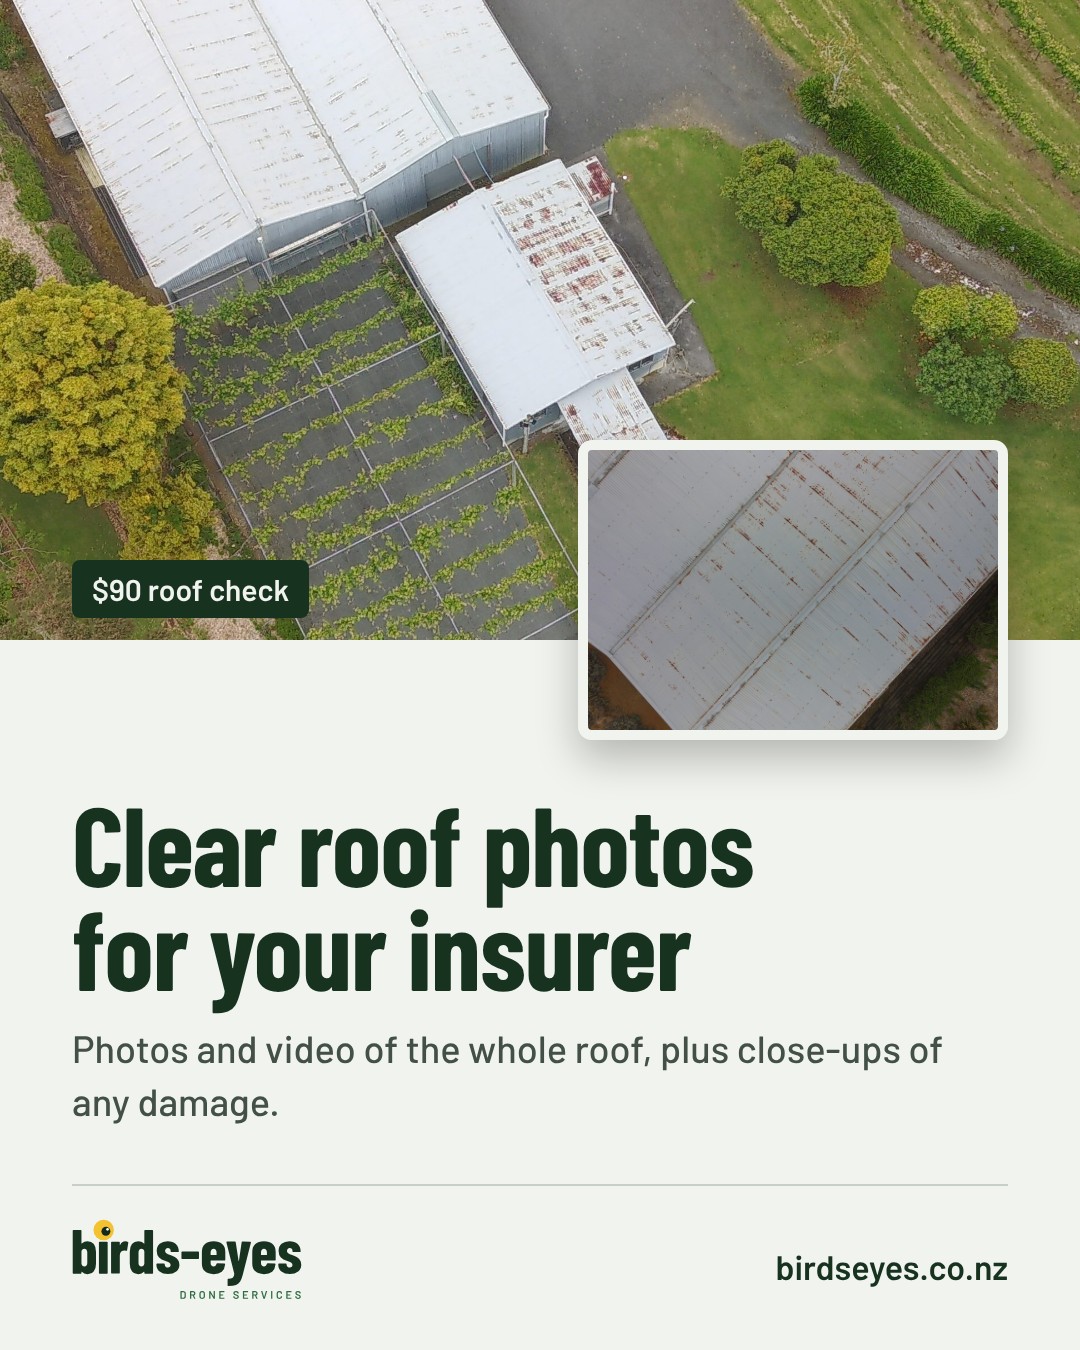 $90 roof check
Clear roof photos
for your insurer
Photos and video of the whole roof, plus close-ups of
any damage.
birds-eyes
DRONE SERVICES
birdseyes.co.nz